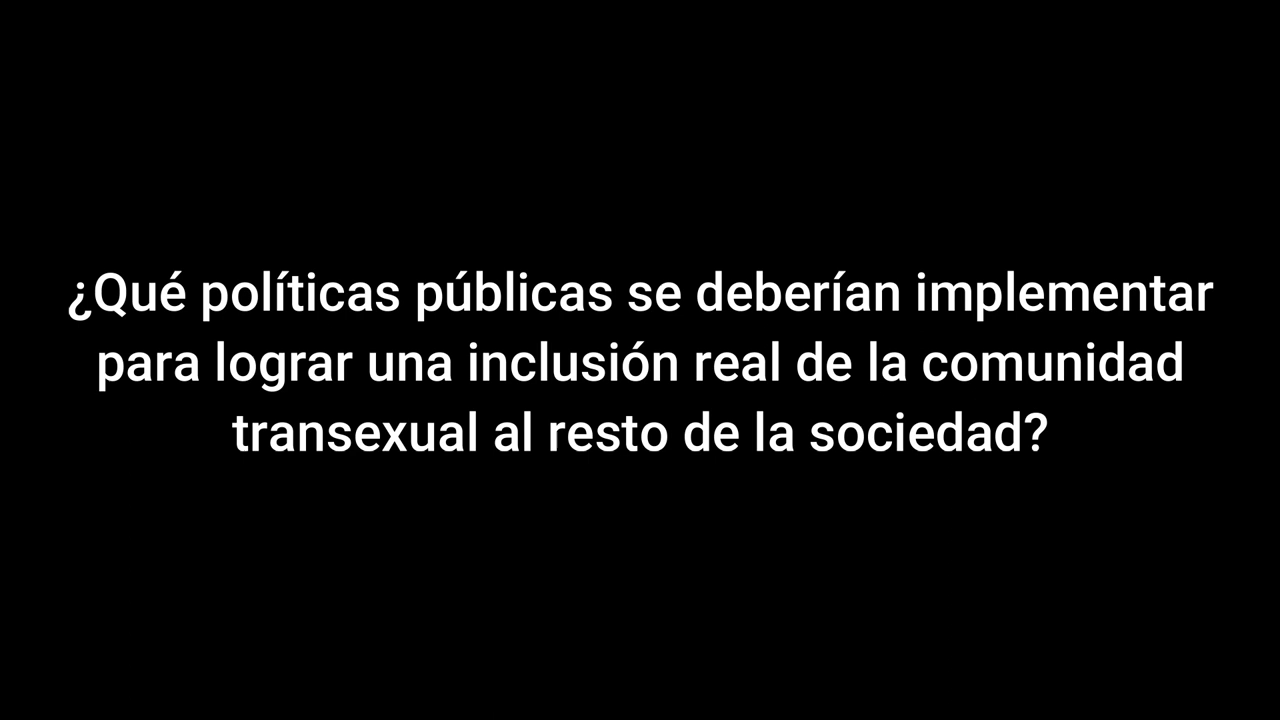 ¿Qué políticas públicas se deberían implementar
para lograr una inclusión real de la comunidad
transexual al resto de la sociedad?